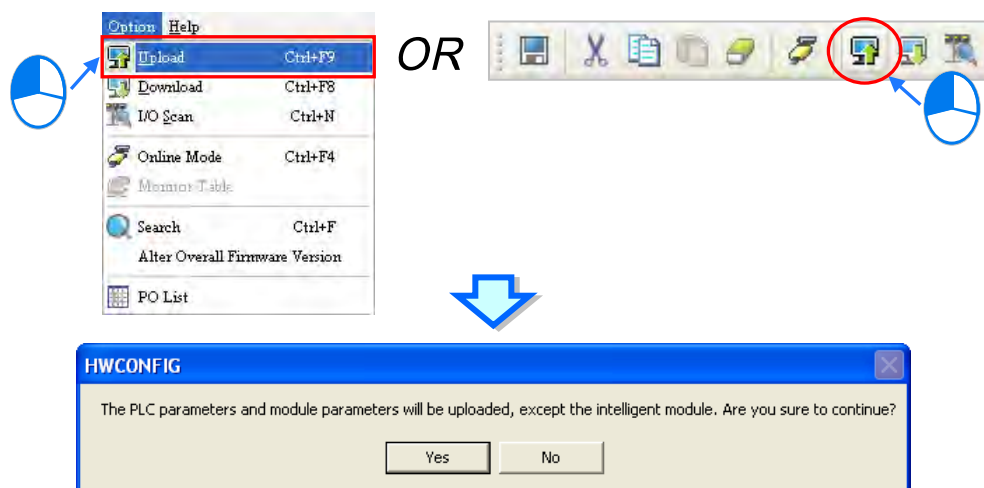 Option Help
Upload Ctrl+F9
OR
Download Ctrl+F8
I/O Scan Ctrl+N
Online Mode Ctrl+F4
Monitor Table
Search Ctrl+F
Alter Overall Firmware Version
PO List
HWCONFIG
The PLC parameters and module parameters will be uploaded, except the intelligent module. Are you sure to continue?
Yes No